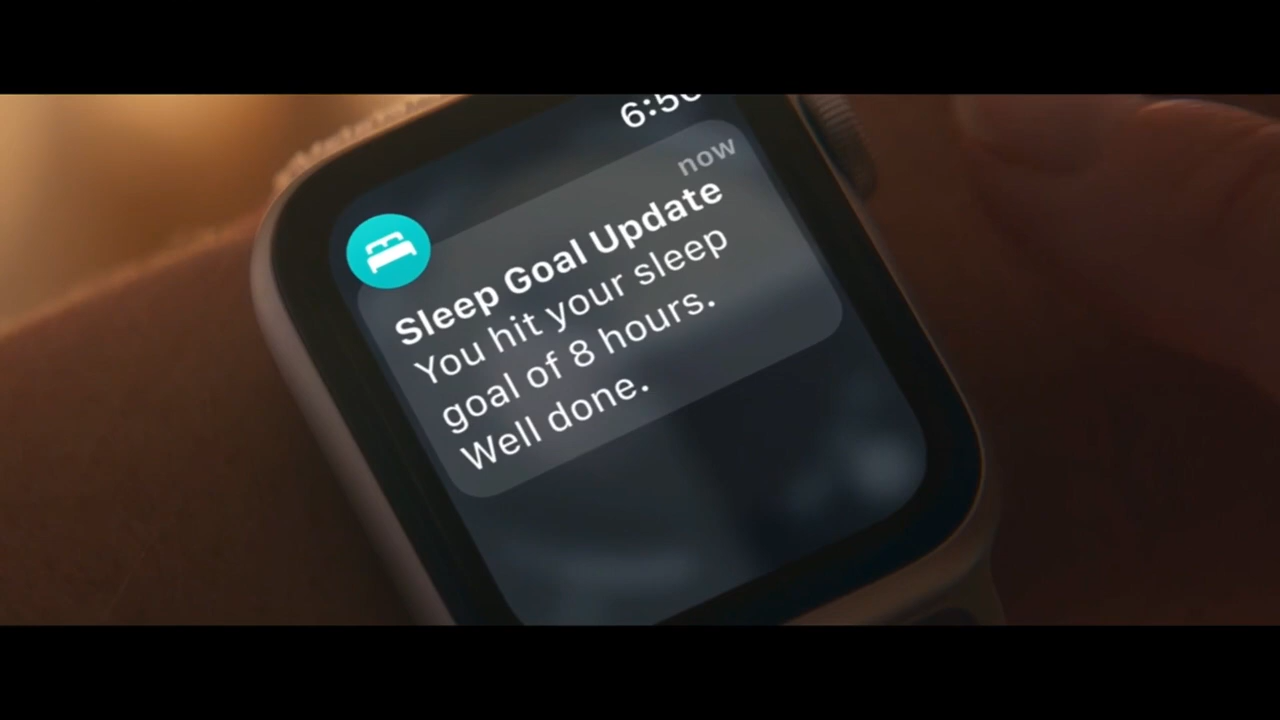 now
Sleep Goal Update
You hit your sleep
goal of 8 hours.
Well done.